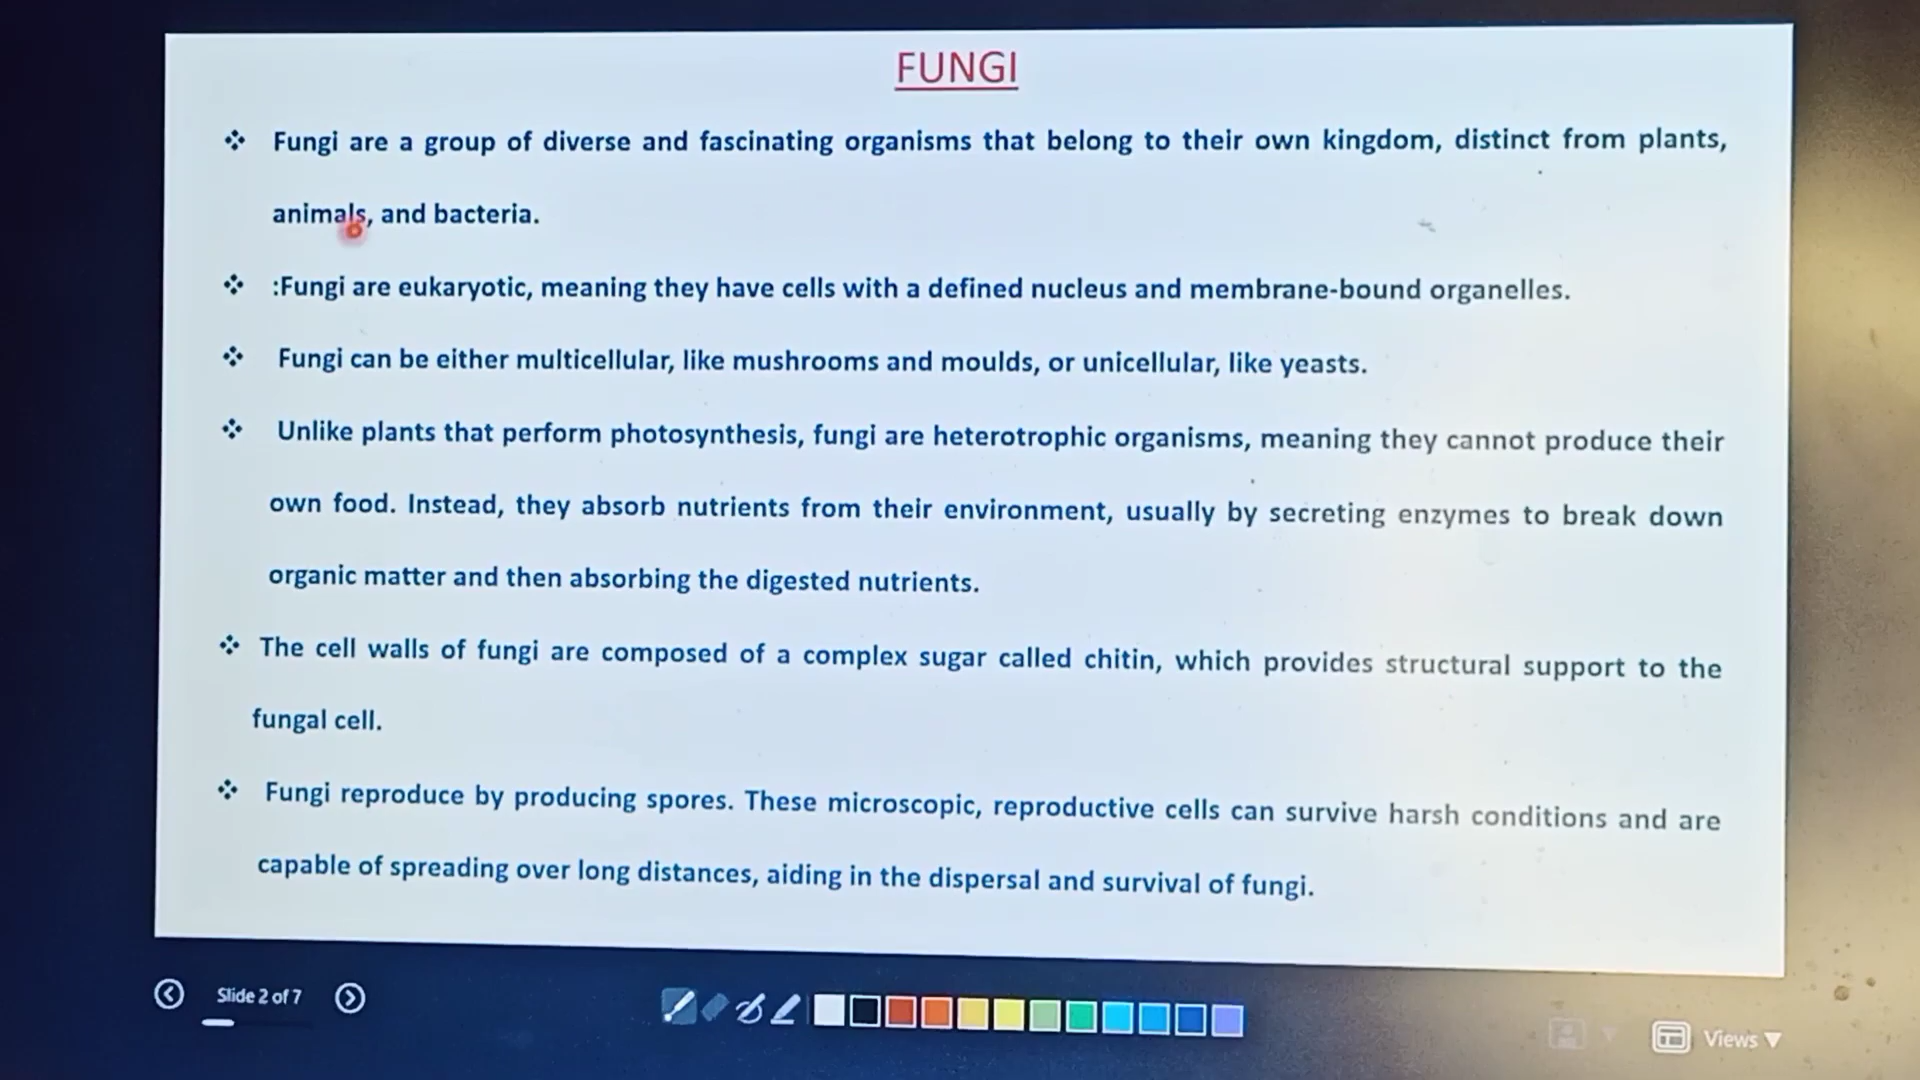 FUNGI
Fungi are a group of diverse and fascinating organisms that belong to their own kingdom, distinct from plants,
animals, and bacteria.
:Fungi are eukaryotic, meaning they have cells with a defined nucleus and membrane-bound organelles.
Fungi can be either multicellular, like mushrooms and moulds, or unicellular, like yeasts.
Unlike plants that perform photosynthesis, fungi are heterotrophic organisms, meaning they cannot produce their
own food. Instead, they absorb nutrients from their environment, usually by secreting enzymes to break down
organic matter and then absorbing the digested nutrients.
The cell walls of fungi are composed of a complex sugar called chitin, which provides structural support to the
fungal cell.
Fungi reproduce by producing spores. These microscopic, reproductive cells can survive harsh conditions and are
capable of spreading over long distances, aiding in the dispersal and survival of fungi.
Slide 2 of 7
Views